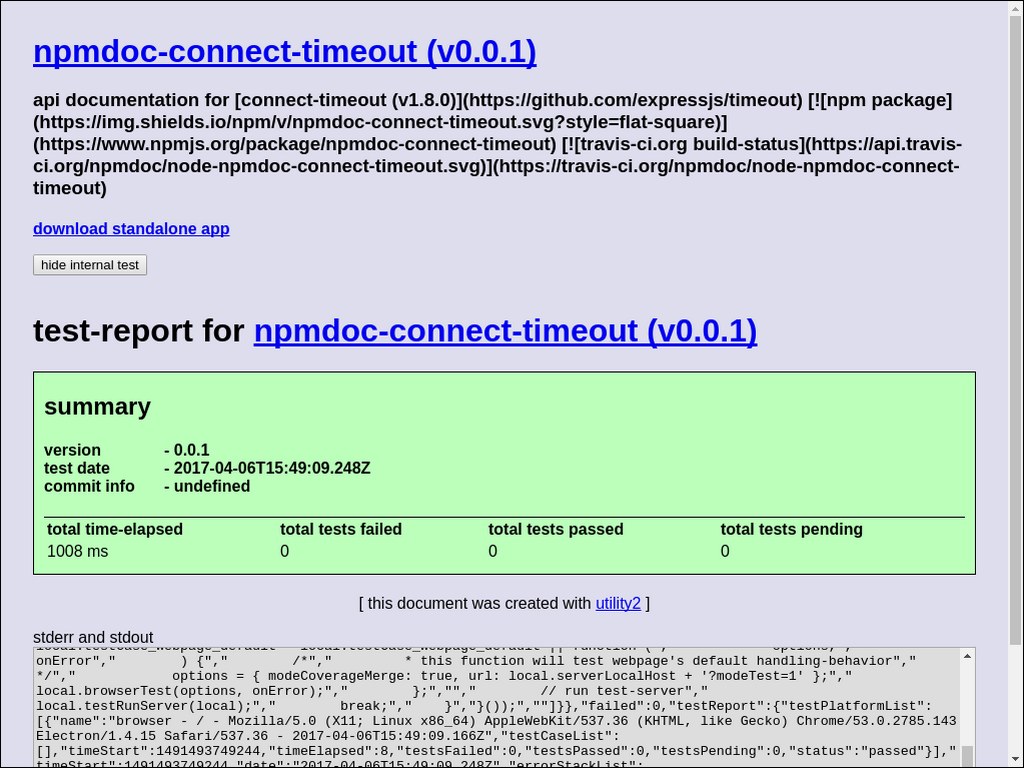 npmdoc-connect-timeout (v0.0.1)
api documentation for [connect-timeout (v1.8.0)](https://github.com/expressjs/timeout) [![npm package]
(https://img.shields.io/npm/v/npmdoc-connect-timeout.svg?style=flat-square)]
(https://www.npmjs.org/package/npmdoc-connect-timeout) [![travis-ci.org build-status](https://api.travis-
ci.org/npmdoc/node-npmdoc-connect-timeout.svg)](https://travis-ci.org/npmdoc/node-npmdoc-connect-
timeout)
download standalone app
hide internal test
test-report for npmdoc-connect-timeout (v0.0.1)
summary
version - 0.0.1
test date - 2017-04-06T15:49:09.248Z
commit info - undefined
total time-elapsed total tests failed total tests passed total tests pending
1008 ms 0 0 0
[ this document was created with utility2 ]
stderr and stdout
onError","        ) {","        /*","         * this function will test webpage's default handling-behavior","
*/","            options = { modeCoverageMerge: true, url: local.serverLocalHost + '?modeTest=1' };","
local.browserTest(options, onError);","        };","","        // run test-server","
local.testRunServer(local);","        break;","    }","}());",""]}},"failed":0,"testReport":{"testPlatformList":
[{"name":"browser - / - Mozilla/5.0 (X11; Linux x86_64) AppleWebKit/537.36 (KHTML, like Gecko) Chrome/53.0.2785.143
Electron/1.4.15 Safari/537.36 - 2017-04-06T15:49:09.166Z","testCaseList":
[],"timeStart":1491493749244,"timeElapsed":8,"testsFailed":0,"testsPassed":0,"testsPending":0,"status":"passed"}],"
timeStart":1491493749244,"date":"2017-04-06T15:49:09.248Z","errorStackList":